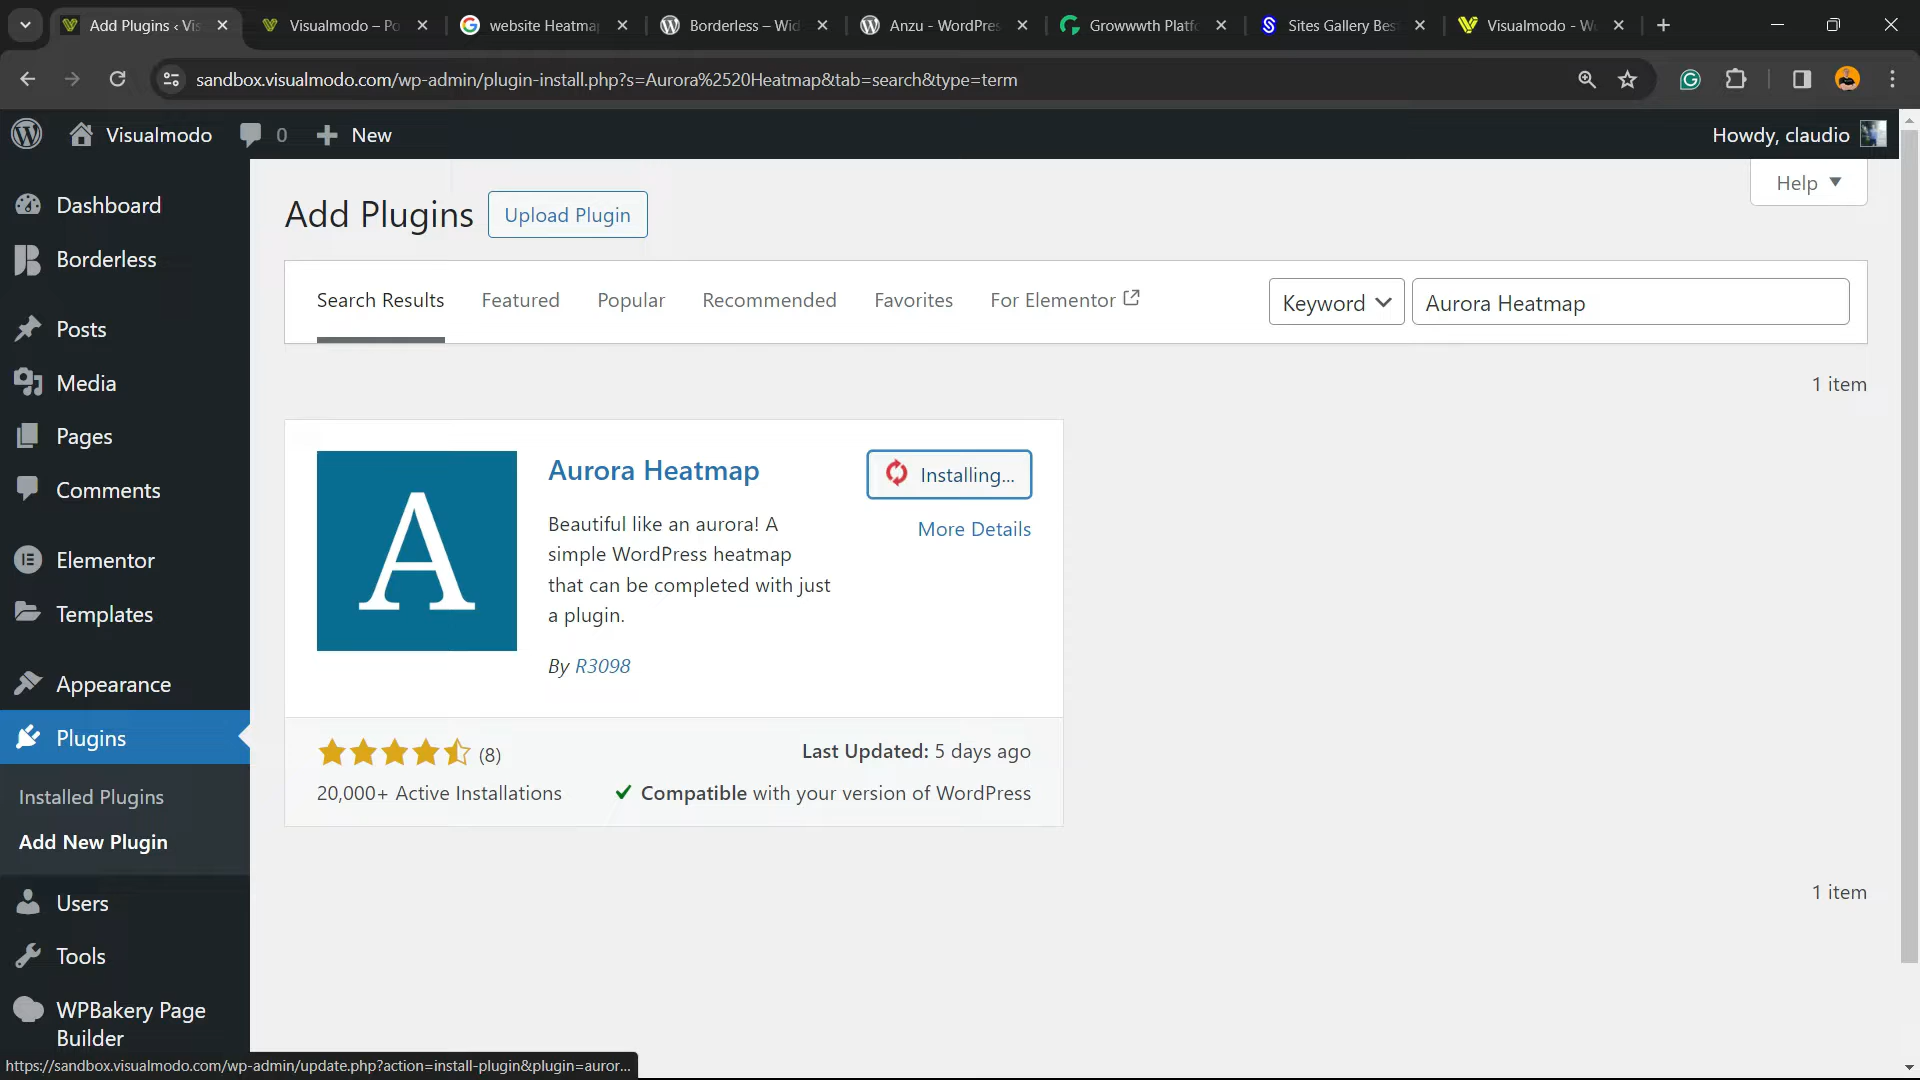 Add Plugins ‹ Vis
Visualmodo – Po
website Heatma
Borderless – Wid
Anzu - WordPres
Growwwth Platfo
Sites Gallery Bes
Visualmodo - W
sandbox.visualmodo.com/wp-admin/plugin-install.php?s=Aurora%2520Heatmap&tab=search&type=term
Visualmodo
0
New
Howdy, claudio
Help
Dashboard
Borderless
Posts
Media
Pages
Comments
Elementor
Templates
Appearance
Plugins
Installed Plugins
Add New Plugin
Users
Tools
WPBakery Page
Builder
Add Plugins
Upload Plugin
Search Results
Featured
Popular
Recommended
Favorites
For Elementor
Keyword
Aurora Heatmap
1 item
A
Aurora Heatmap
Installing...
More Details
Beautiful like an aurora! A
simple WordPress heatmap
that can be completed with just
a plugin.
By R3098
(8)
Last Updated: 5 days ago
20,000+ Active Installations
Compatible with your version of WordPress
1 item
https://sandbox.visualmodo.com/wp-admin/update.php?action=install-plugin&plugin=auror...